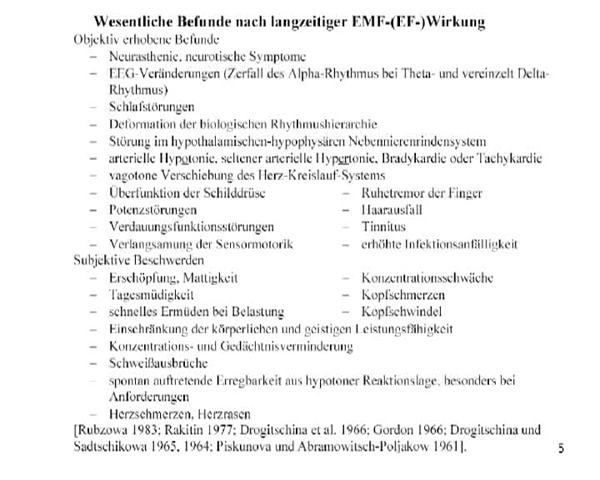 Wesentliche Befunde nach langzeitiger EMF-(EF-)Wirkung
Objektiv erhobene Befunde
– Neurasthenie, neurotische Symptome
– EEG-Veränderungen (Zerfall des Alpha-Rhythmus bei Theta- und vereinzelt Delta-
Rhythmus)
– Schlafstörungen
– Deformation der biologischen Rhythmushierarchie
– Störung im hypothalamischen-hypophysären Nebennierenrindensystem
– arterielle Hypotonie, seltener arterielle Hypertonie, Bradykardie oder Tachykardie
– vagotone Verschiebung des Herz-Kreislauf-Systems
– Überfunktion der Schilddrüse – Ruhetremor der Finger
– Potenzstörungen – Haarausfall
– Verdauungsfunktionsstörungen – Tinnitus
– Verlangsamung der Sensormotorik – erhöhte Infektionsanfälligkeit
Subjektive Beschwerden
– Erschöpfung, Mattigkeit – Konzentrationsschwäche
– Tagesmüdigkeit – Kopfschmerzen
– schnelles Ermüden bei Belastung – Kopfschwindel
– Einschränkung der körperlichen und geistigen Leistungsfähigkeit
– Konzentrations- und Gedächtnisverminderung
– Schweißausbrüche
– spontan auftretende Erregbarkeit aus hypotoner Reaktionslage, besonders bei
Anforderungen
– Herzschmerzen, Herzrasen
[Rubzowa 1983; Rakitin 1977; Drogitschina et al. 1966; Gordon 1966; Drogitschina und
Sadtschikowa 1965, 1964; Piskunova und Abramowitsch-Poljakow 1961]. 5